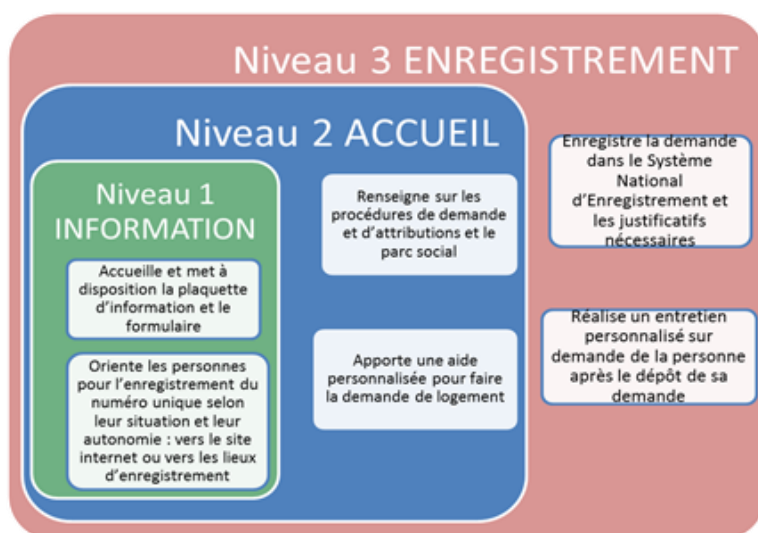 Niveau 3 ENREGISTREMENT
Niveau 2 ACCUEIL
Niveau 1
INFORMATION
Accueille et met à
disposition la plaquette
d'information et le
formulaire
Oriente les personnes
pour l'enregistrement du
numéro unique selon
leur situation et leur
autonomie : vers le site
internet ou vers les lieux
d'enregistrement
Renseigne sur les
procédures de demande
et d'attributions et le
parc social
Apporte une aide
personnalisée pour faire
la demande de logement
Enregistre la demande
dans le Système
National
d'Enregistrement et
les justificatifs
nécessaires
Réalise un entretien
personnalisé sur
demande de la personne
après le dépôt de sa
demande